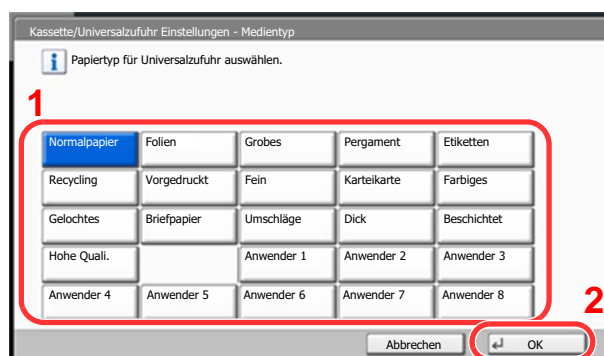 Kassette/Universalzufuhr Einstellungen - Medientyp
Papiertyp für Universalzufuhr auswählen.
1
Normalpapier Folien Grobes Pergament Etiketten
Recycling Vorgedruckt Fein Karteikarte Farbiges
Gelochtes Briefpapier Umschläge Dick Beschichtet
Hohe Quali. Anwender 1 Anwender 2 Anwender 3
Anwender 4 Anwender 5 Anwender 6 Anwender 7 Anwender 8
2
Abbrechen OK